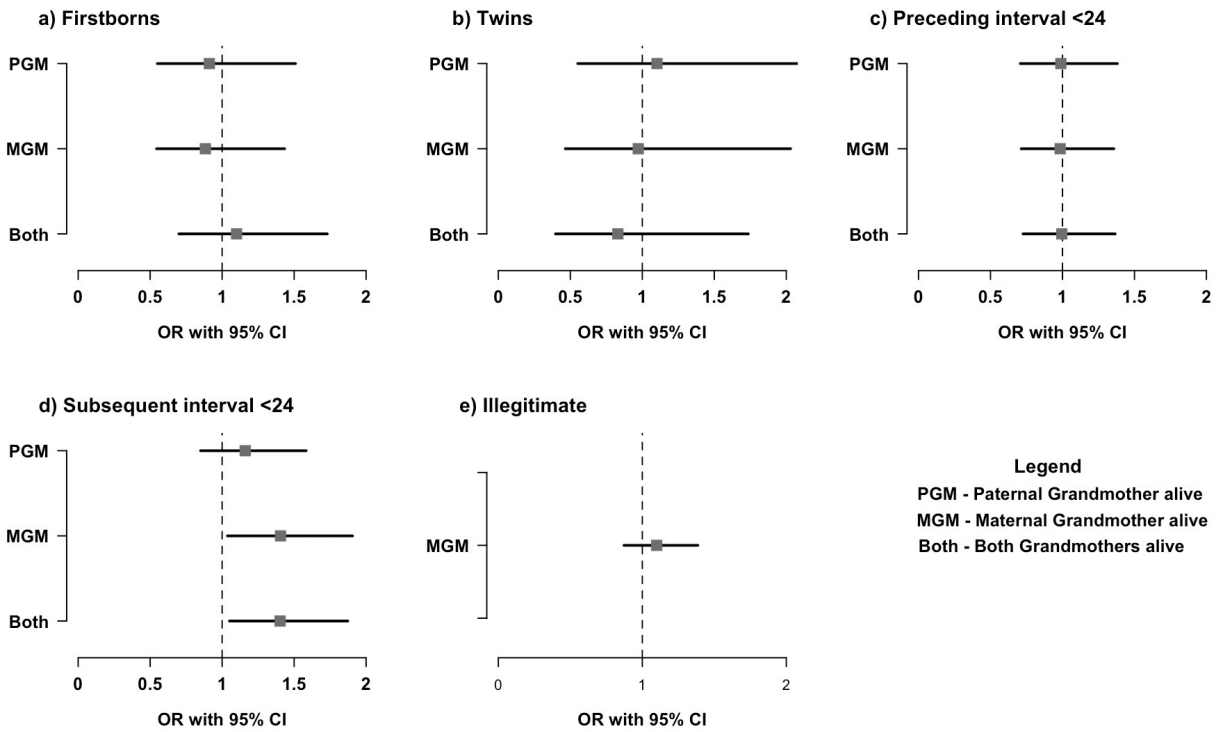 a) Firstborns
PGM
MGM
Both
0 0.5 1 1.5 2
OR with 95% CI
b) Twins
PGM
MGM
Both
0 0.5 1 1.5 2
OR with 95% CI
c) Preceding interval <24
PGM
MGM
Both
0 0.5 1 1.5 2
OR with 95% CI
d) Subsequent interval <24
PGM
MGM
Both
0 0.5 1 1.5 2
OR with 95% CI
e) Illegitimate
MGM
0 1 2
OR with 95% CI
Legend
PGM - Paternal Grandmother alive
MGM - Maternal Grandmother alive
Both - Both Grandmothers alive